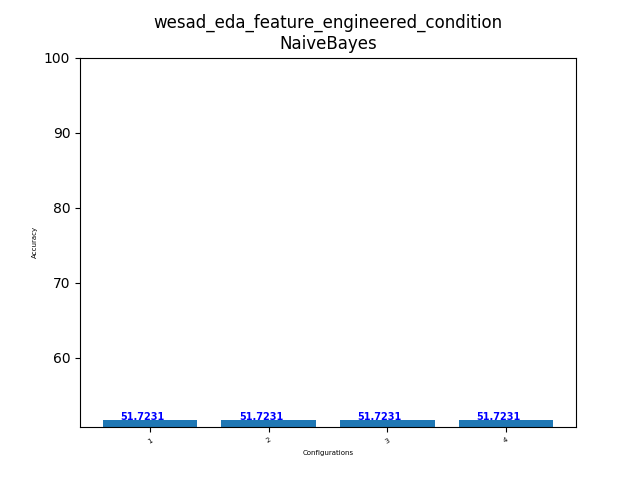 wesad_eda_feature_engineered_condition
NaiveBayes
100
90
80
70
60
Accuracy
51.7231 51.7231 51.7231 51.7231
1 2 3 4
Configurations